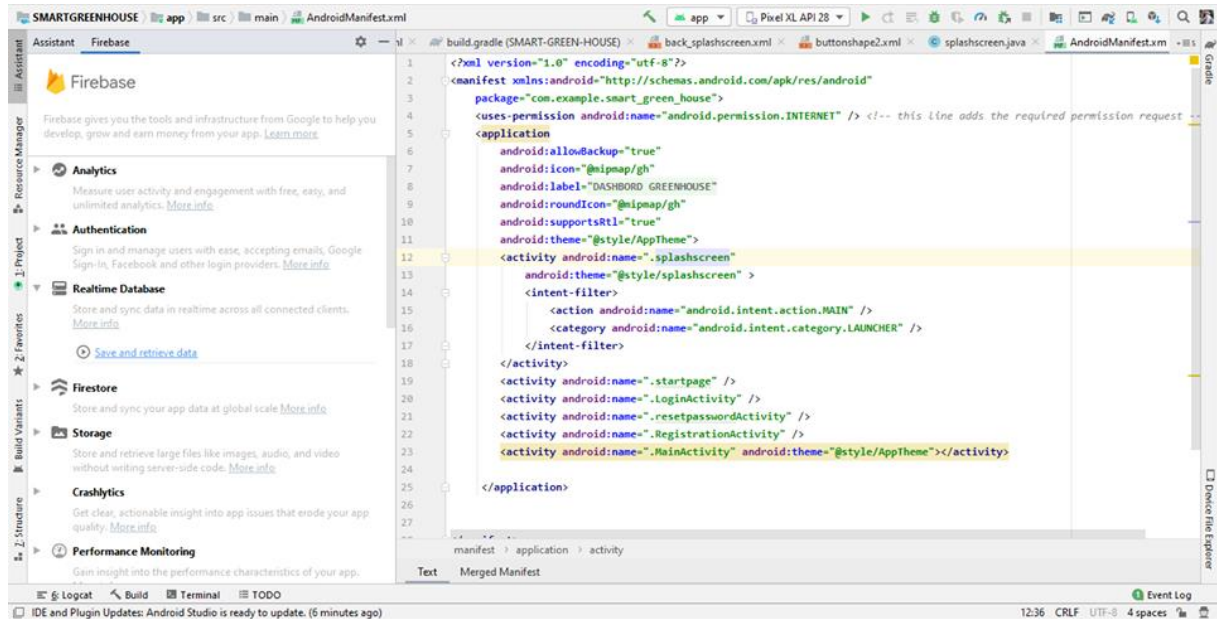 SMARTGREENHOUSE app src main AndroidManifest.xml
app Pixel XL API 28
Assistant Firebase
build.gradle (SMART-GREEN-HOUSE) back_splashscreen.xml buttonshape2.xml splashscreen.java AndroidManifest.xm
Assistant
Resource Manager
1: Project
2: Favorites
Build Variants
Z: Structure
Firebase
Firebase gives you the tools and infrastructure from Google to help you
develop, grow and earn money from your app. Learn more
Analytics
Measure user activity and engagement with free, easy, and
unlimited analytics. More info
Authentication
Sign in and manage users with ease, accepting emails, Google
Sign-In, Facebook and other login providers. More info
Realtime Database
Store and sync data in realtime across all connected clients.
More info
Save and retrieve data
Firestore
Store and sync your app data at global scale More info
Storage
Store and retrieve large files like images, audio, and video
without writing server-side code. More info
Crashlytics
Get clear, actionable insight into app issues that erode your app
quality. More info
Performance Monitoring
Gain insight into the performance characteristics of your app.
1 <?xml version="1.0" encoding="utf-8"?>
2 <manifest xmlns:android="http://schemas.android.com/apk/res/android"
3 package="com.example.smart_green_house">
4 <uses-permission android:name="android.permission.INTERNET" /> <!-- this line adds the required permission request --
5 <application
6 android:allowBackup="true"
7 android:icon="@mipmap/gh"
8 android:label="DASHBORD GREENHOUSE"
9 android:roundIcon="@mipmap/gh"
10 android:supportsRtl="true"
11 android:theme="@style/AppTheme">
12 <activity android:name=".splashscreen"
13 android:theme="@style/splashscreen" >
14 <intent-filter>
15 <action android:name="android.intent.action.MAIN" />
16 <category android:name="android.intent.category.LAUNCHER" />
17 </intent-filter>
18 </activity>
19 <activity android:name=".startpage" />
20 <activity android:name=".LoginActivity" />
21 <activity android:name=".resetpasswordActivity" />
22 <activity android:name=".RegistrationActivity" />
23 <activity android:name=".MainActivity" android:theme="@style/AppTheme"></activity>
24
25 </application>
26
27
manifest application activity
Text Merged Manifest
Gradle
Device File Explorer
6: Logcat Build Terminal TODO
1 Event Log
IDE and Plugin Updates: Android Studio is ready to update. (6 minutes ago)
12:36 CRLF UTF-8 4 spaces